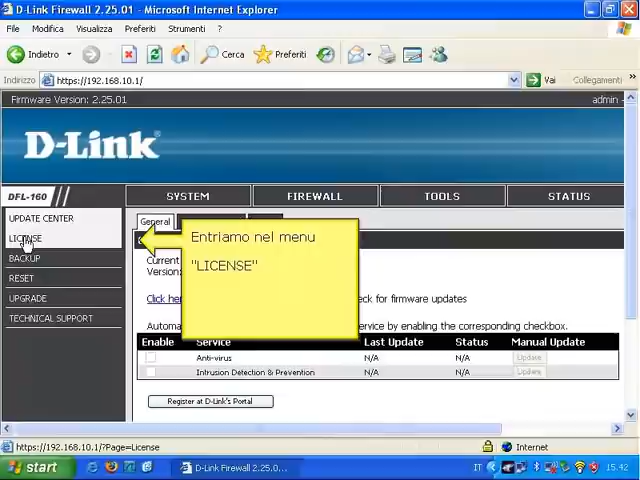 D-Link Firewall 2.25.01 - Microsoft Internet Explorer
File Modifica Visualizza Preferiti Strumenti ?
Indietro Cerca Preferiti
Indirizzo https://192.168.10.1/ Vai Collegamenti
Firmware Version: 2.25.01 admin -
D-Link
DFL-160 SYSTEM FIREWALL TOOLS STATUS
UPDATE CENTER
LICENSE
BACKUP
RESET
UPGRADE
TECHNICAL SUPPORT
General
Entriamo nel menu
"LICENSE"
Current
Version:
Click he eck for firmware updates
Automa ervice by enabling the corresponding checkbox.
Enable Service Last Update Status Manual Update
Anti-virus N/A N/A Update
Intrusion Detection & Prevention N/A N/A Update
Register at D-Link's Portal
https://192.168.10.1/?Page=License Internet
start D-Link Firewall 2.25.0... IT 15.42